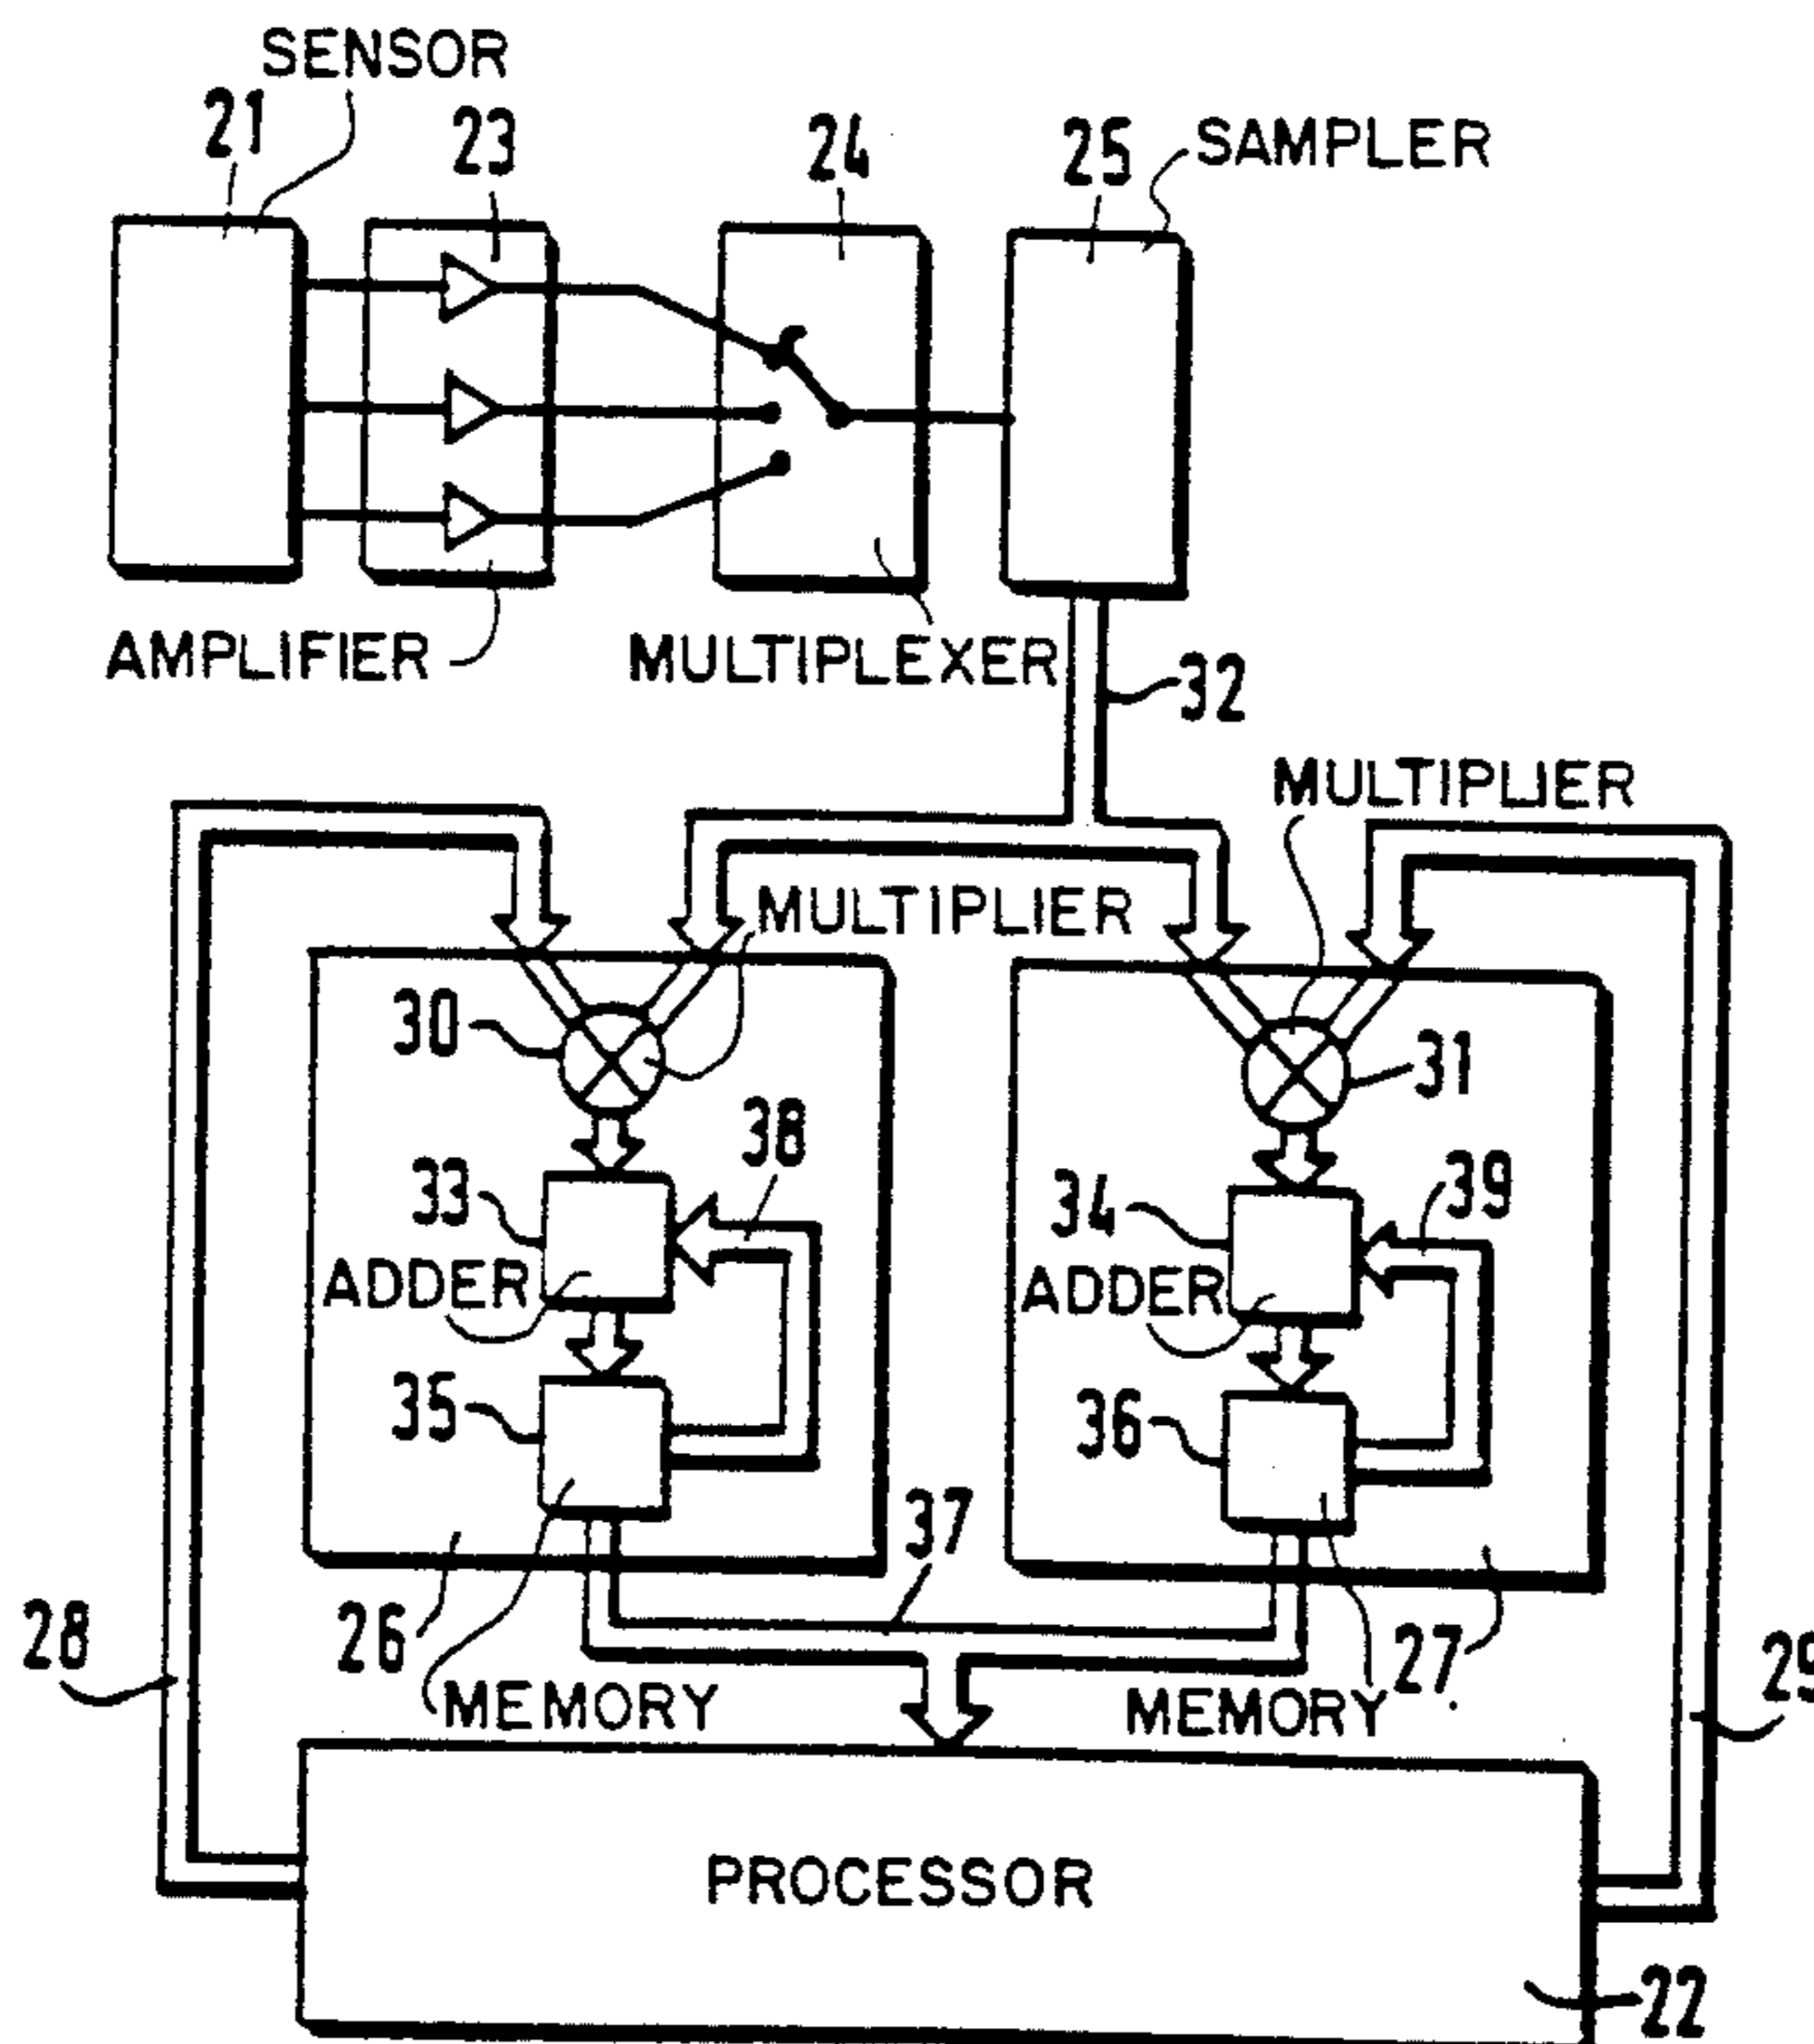 SENSOR
21
23
24
25
SAMPLER
AMPLIFIER
MULTIPLEXER
32
MULTIPLIER
MULTIPLIER
30
31
38
33
34
39
ADDER
ADDER
35
36
37
28
26
27
29
MEMORY
MEMORY
PROCESSOR
22